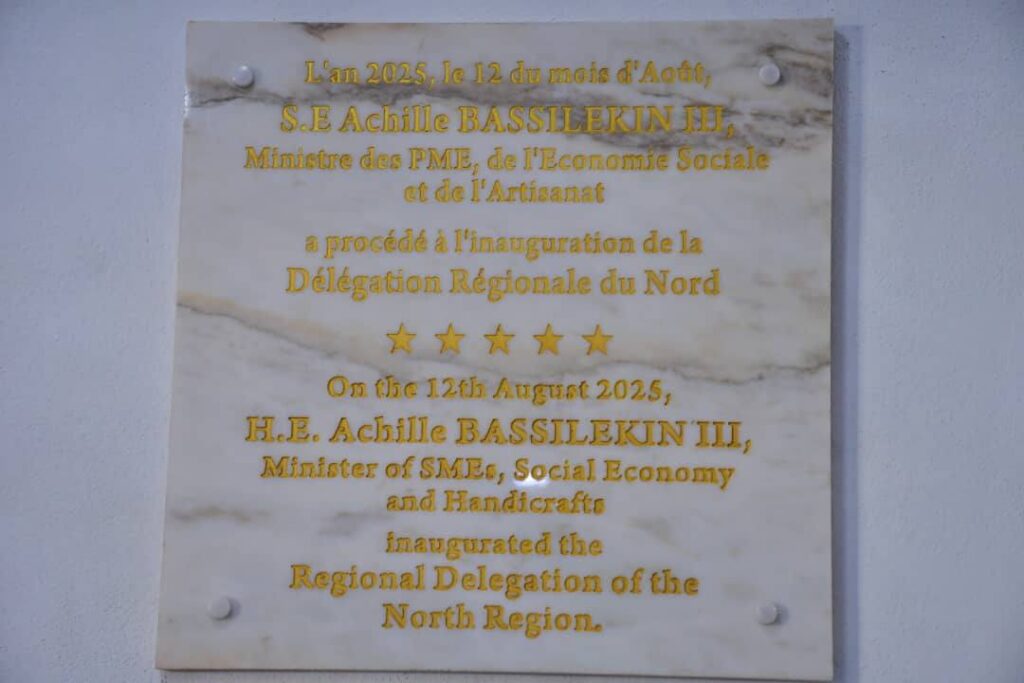 L'an 2025, le 12 du mois d'Août,
S.E Achille BASSILEKIN III,
Ministre des PME, de l'Economie Sociale
et de l'Artisanat
a procédé à l'inauguration de la
Délégation Régionale du Nord
On the 12th August 2025,
H.E. Achille BASSILEKIN III,
Minister of SMEs, Social Economy
and Handicrafts
inaugurated the
Regional Delegation of the
North Region.